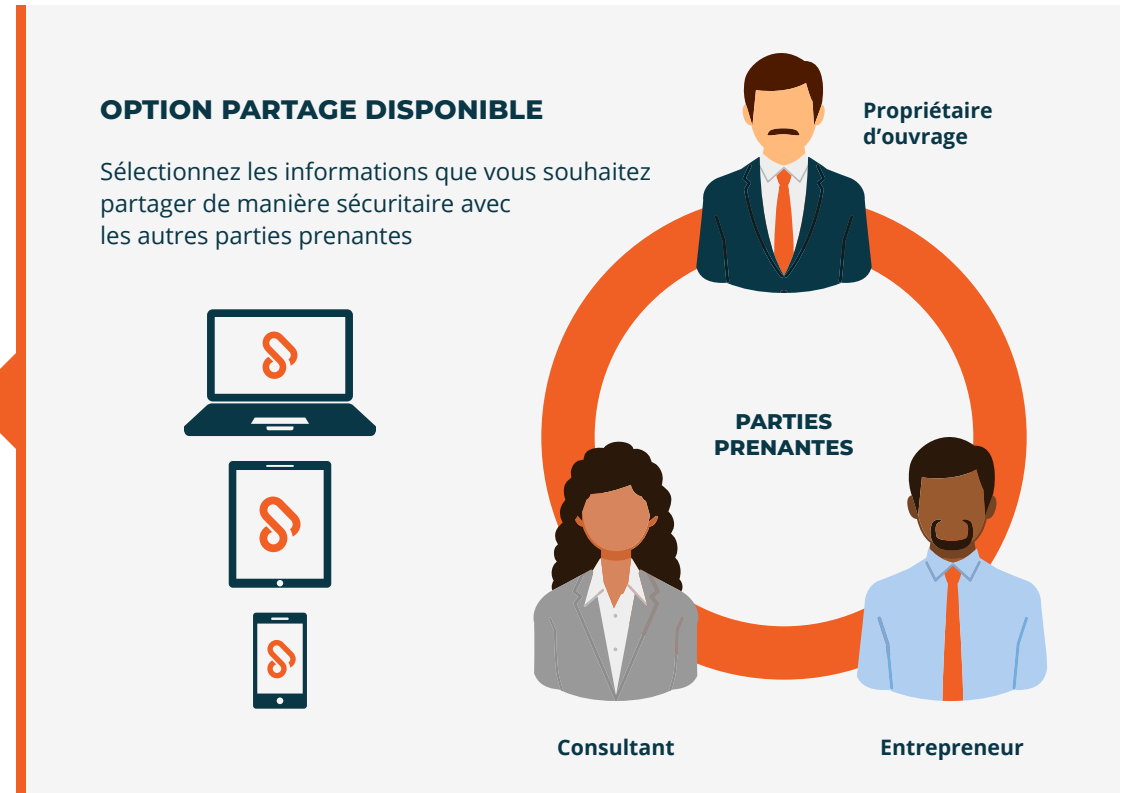 OPTION PARTAGE DISPONIBLE
Sélectionnez les informations que vous souhaitez
partager de manière sécuritaire avec
les autres parties prenantes
Propriétaire
d’ouvrage
PARTIES
PRENANTES
Consultant
Entrepreneur